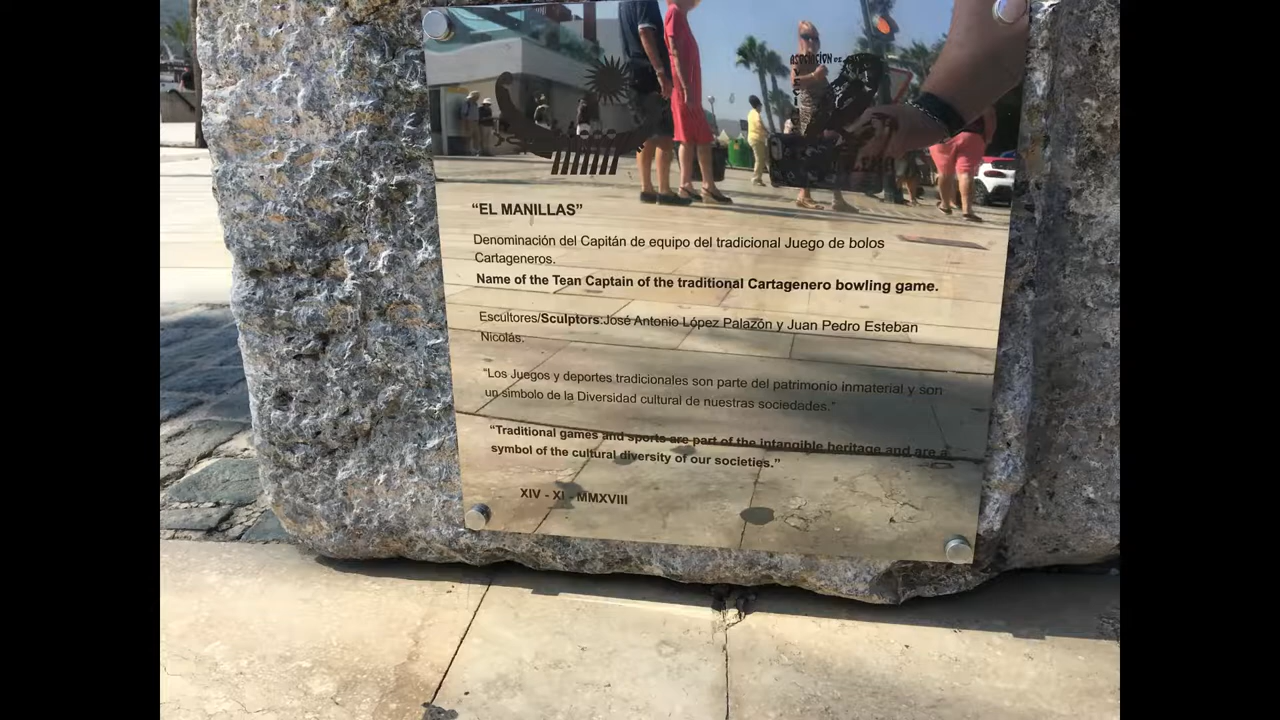 ASOCIACION DE
"EL MANILLAS"
Denominación del Capitán de equipo del tradicional Juego de bolos
Cartageneros.
Name of the Tean Captain of the traditional Cartagenero bowling game.
Escultores/Sculptors:José Antonio López Palazón y Juan Pedro Esteban
Nicolás.
“Los Juegos y deportes tradicionales son parte del patrimonio inmaterial y son
un simbolo de la Diversidad cultural de nuestras sociedades.”
“Traditional games and sports are part of the intangible heritage and are a
symbol of the cultural diversity of our societies.”
XIV - XI - MMXVIII